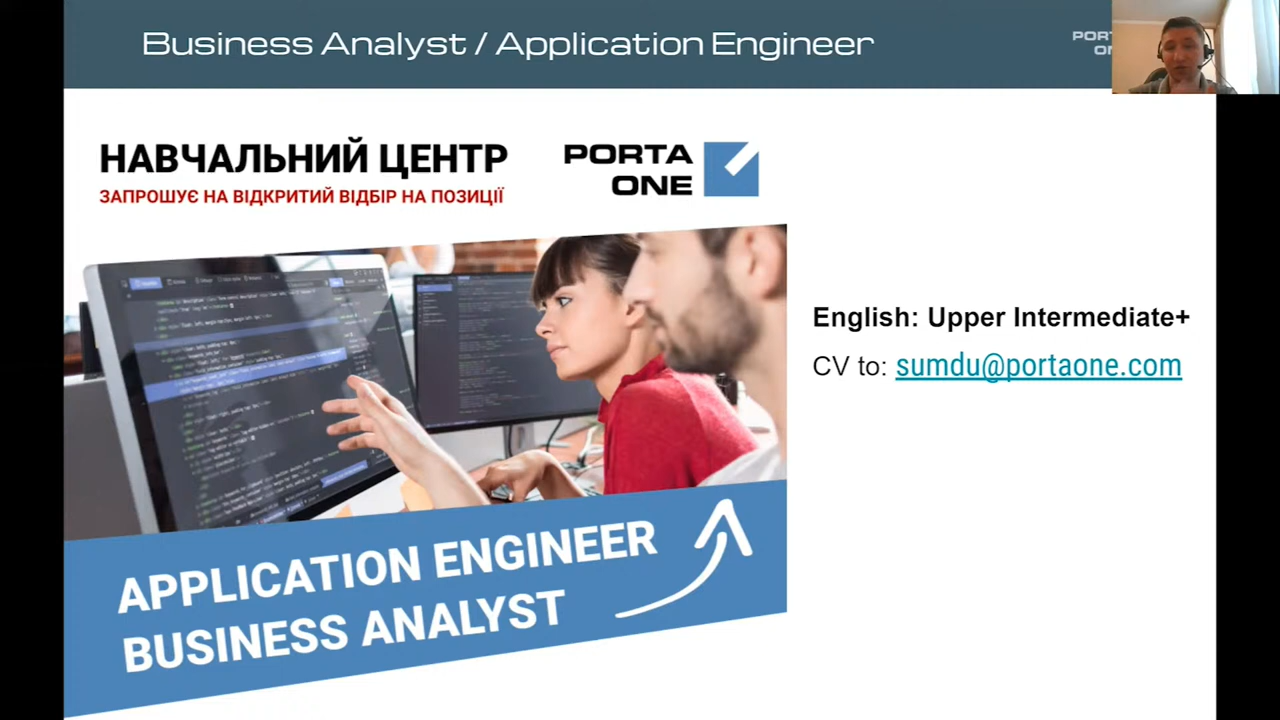 Business Analyst / Application Engineer
НАВЧАЛЬНИЙ ЦЕНТР
ЗАПРОШУЄ НА ВІДКРИТИЙ ВІДБІР НА ПОЗИЦІЇ
PORTA
ONE
English: Upper Intermediate+
CV to: sumdu@portaone.com
APPLICATION ENGINEER
BUSINESS ANALYST